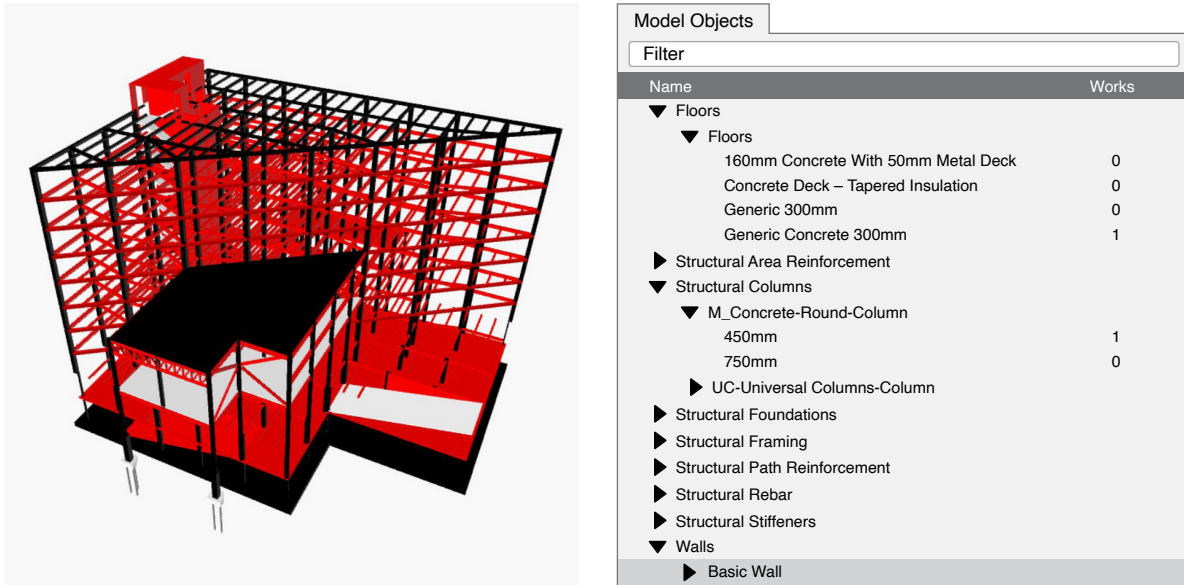 Model Objects
Filter
Name Works
Floors
Floors
160mm Concrete With 50mm Metal Deck 0
Concrete Deck – Tapered Insulation 0
Generic 300mm 0
Generic Concrete 300mm 1
Structural Area Reinforcement
Structural Columns
M_Concrete-Round-Column
450mm 1
750mm 0
UC-Universal Columns-Column
Structural Foundations
Structural Framing
Structural Path Reinforcement
Structural Rebar
Structural Stiffeners
Walls
Basic Wall